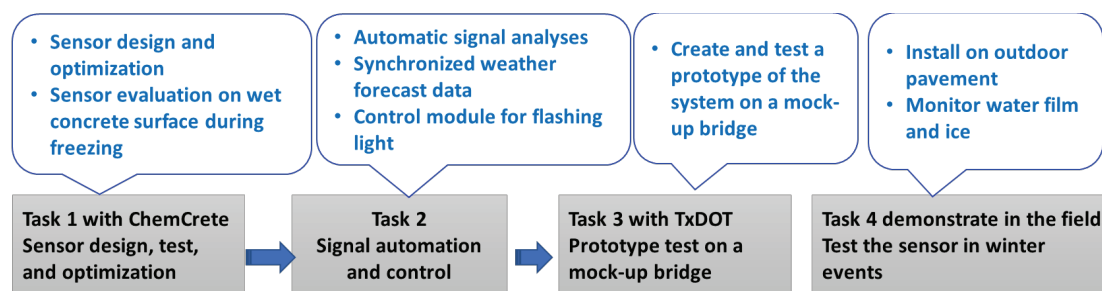 • Sensor design and
optimization
• Sensor evaluation on wet
concrete surface during
freezing
• Automatic signal analyses
• Synchronized weather
forecast data
• Control module for flashing
light
• Create and test a
prototype of the
system on a mock-
up bridge
• Install on outdoor
pavement
• Monitor water film
and ice
Task 1 with ChemCrete
Sensor design, test,
and optimization
Task 2
Signal automation
and control
Task 3 with TxDOT
Prototype test on a
mock-up bridge
Task 4 demonstrate in the field
Test the sensor in winter
events